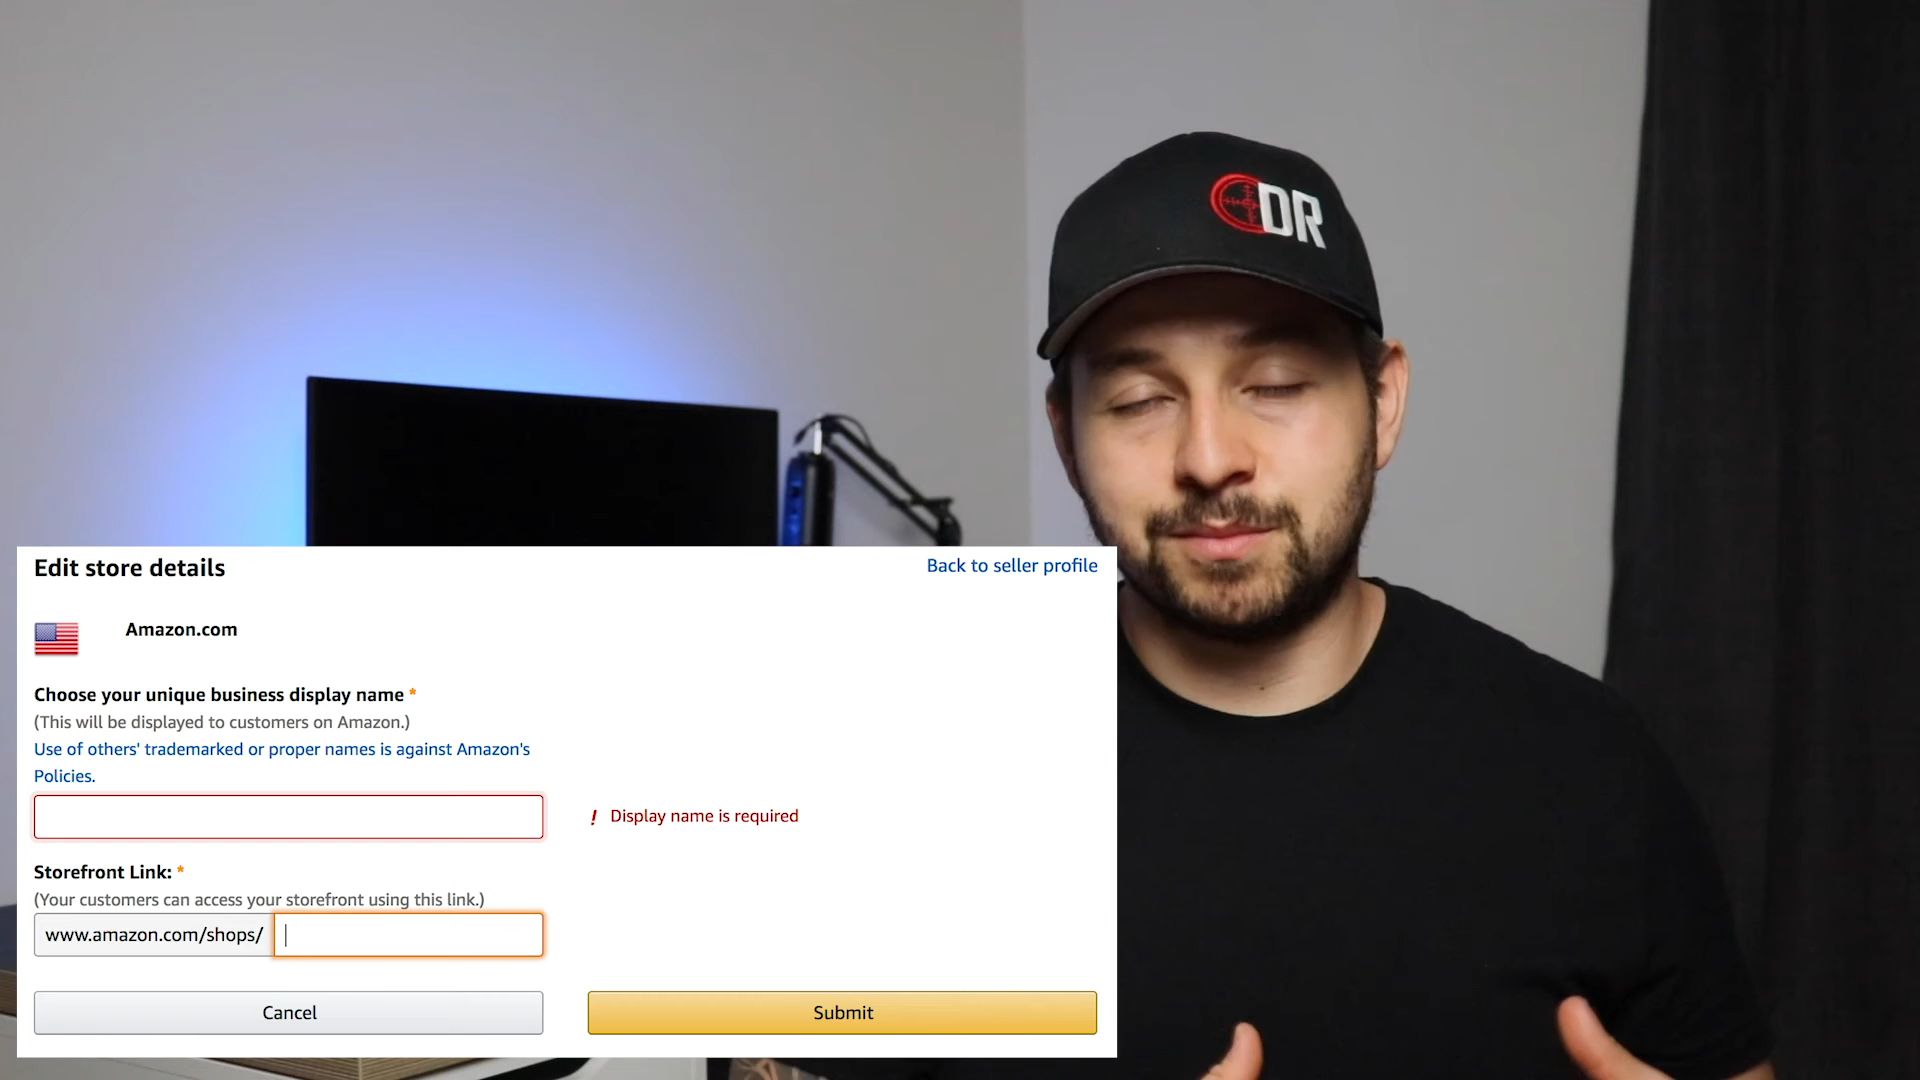 DR
Edit store details
Back to seller profile
Amazon.com
Choose your unique business display name *
(This will be displayed to customers on Amazon.)
Use of others' trademarked or proper names is against Amazon's
Policies.
! Display name is required
Storefront Link: *
(Your customers can access your storefront using this link.)
www.amazon.com/shops/
Cancel
Submit